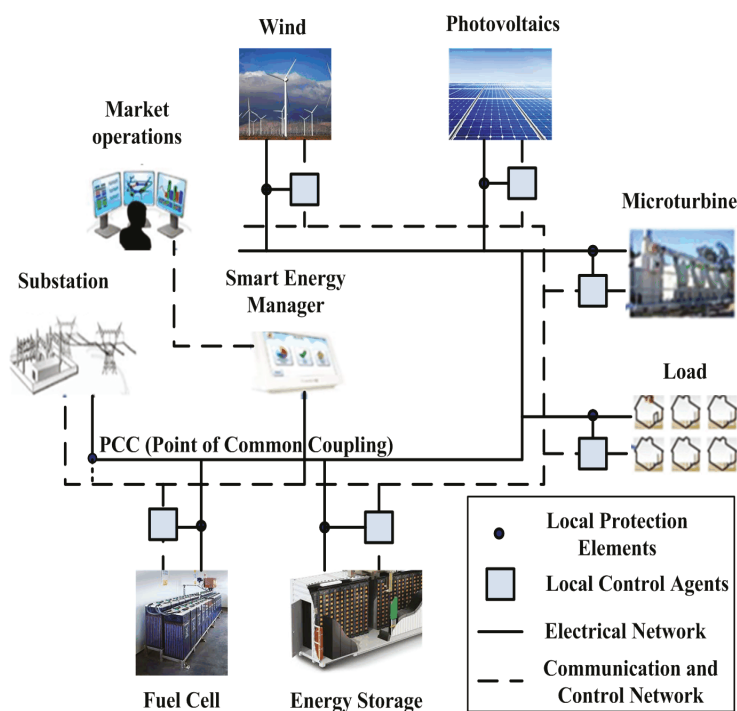 Wind
Photovoltaics
Market
operations
Microturbine
Substation
Smart Energy
Manager
Load
PCC (Point of Common Coupling)
Local Protection
Elements
Local Control Agents
Electrical Network
Communication and
Control Network
Fuel Cell
Energy Storage